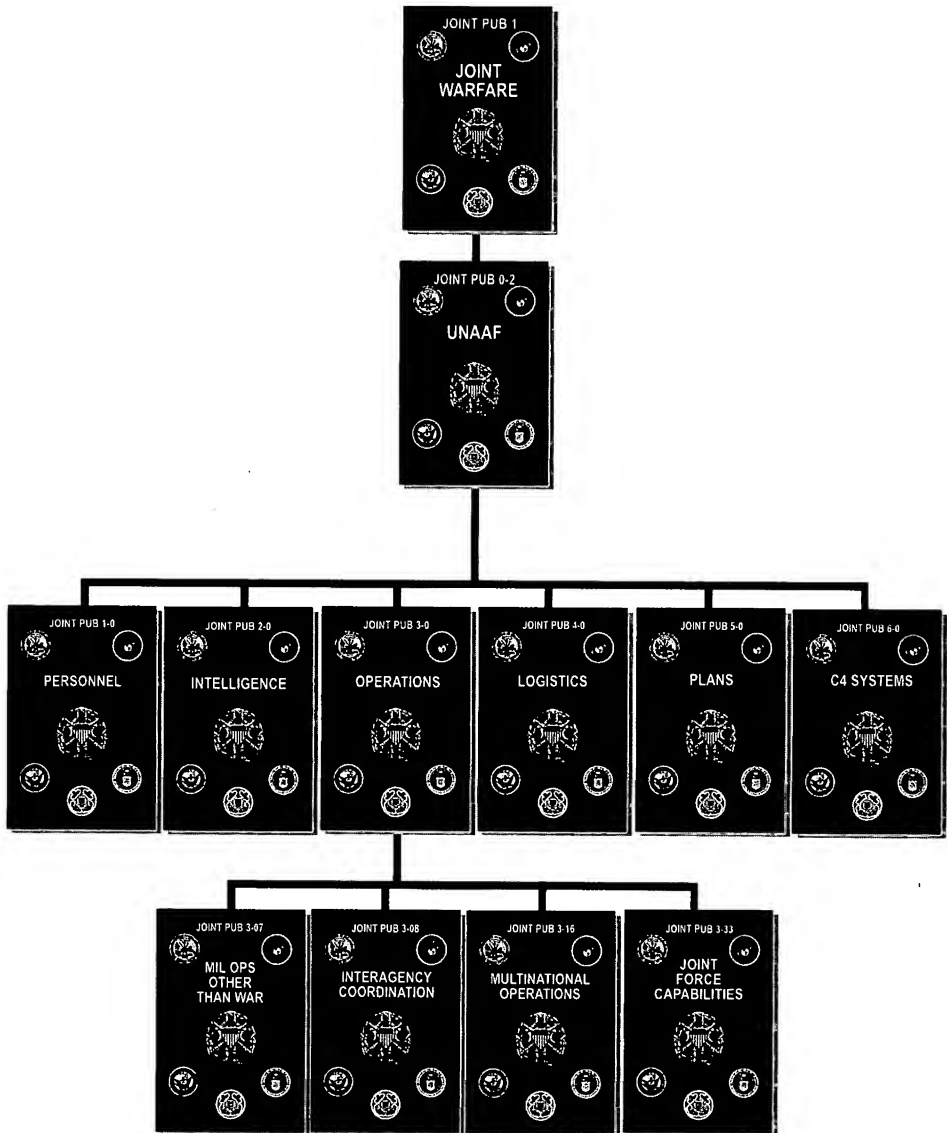 JOINT PUB 1
JOINT
WARFARE
JOINT PUB 0-2
UNAAF
JOINT PUB 1-0
PERSONNEL
JOINT PUB 2-0
INTELLIGENCE
JOINT PUB 3-0
OPERATIONS
JOINT PUB 4-0
LOGISTICS
JOINT PUB 5-0
PLANS
JOINT PUB 6-0
C4 SYSTEMS
JOINT PUB 3-07
MIL OPS
OTHER
THAN WAR
JOINT PUB 3-08
INTERAGENCY
COORDINATION
JOINT PUB 3-16
MULTINATIONAL
OPERATIONS
JOINT PUB 3-33
JOINT
FORCE
CAPABILITIES